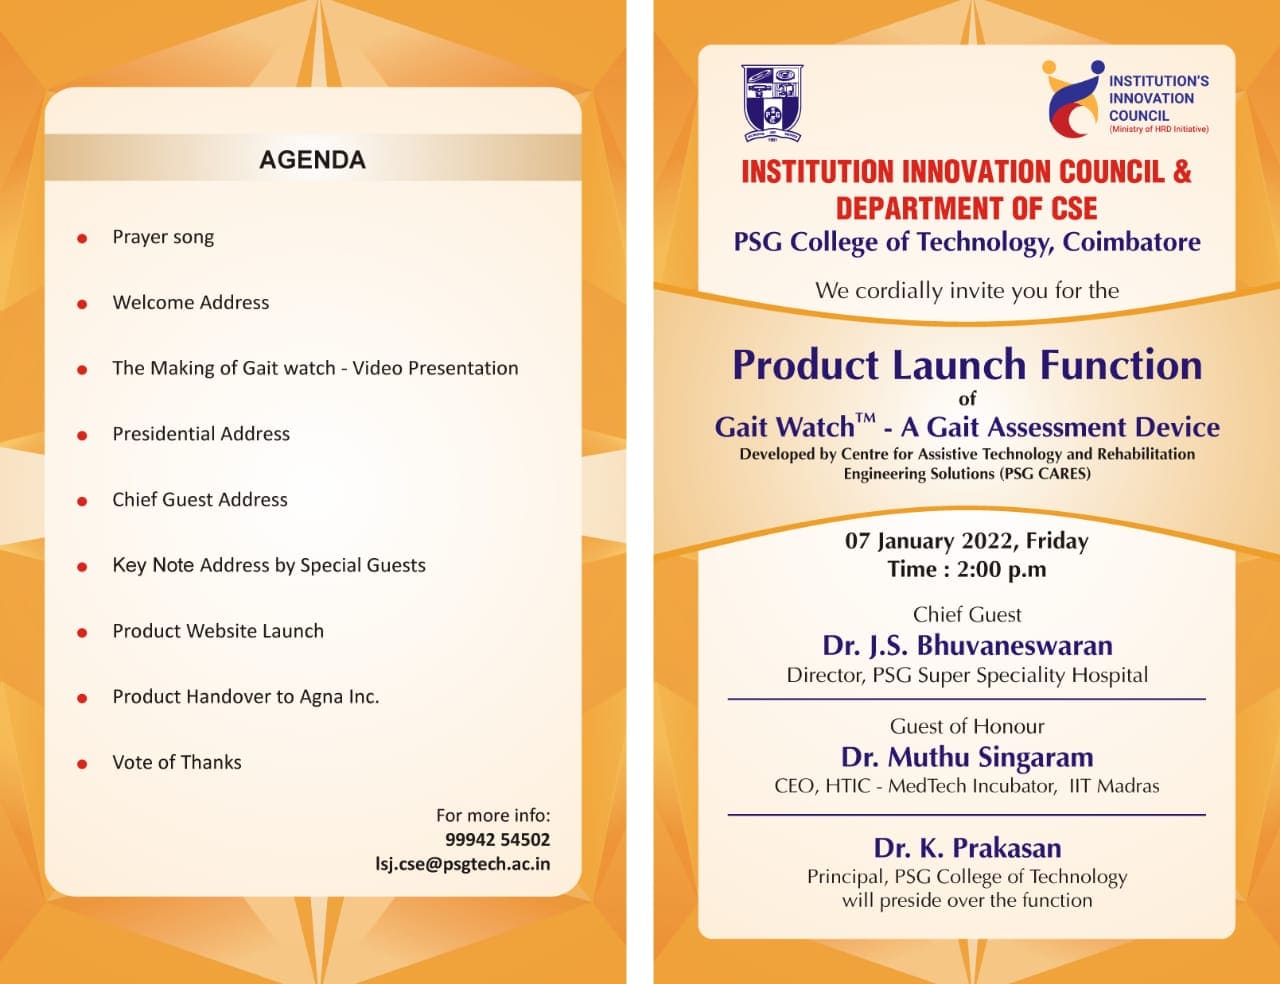 AGENDA
Prayer song
Welcome Address
The Making of Gait watch - Video Presentation
Presidential Address
Chief Guest Address
Key Note Address by Special Guests
Product Website Launch
Product Handover to Agna Inc.
Vote of Thanks
For more info:
99942 54502
lsj.cse@psgtech.ac.in
INSTITUTION'S
INNOVATION
COUNCIL
(Ministry of HRD Initiative)
INSTITUTION INNOVATION COUNCIL &
DEPARTMENT OF CSE
PSG College of Technology, Coimbatore
We cordially invite you for the
Product Launch Function
of
Gait Watch™ - A Gait Assessment Device
Developed by Centre for Assistive Technology and Rehabilitation
Engineering Solutions (PSG CARES)
07 January 2022, Friday
Time : 2:00 p.m
Chief Guest
Dr. J.S. Bhuvaneswaran
Director, PSG Super Speciality Hospital
Guest of Honour
Dr. Muthu Singaram
CEO, HTIC - MedTech Incubator, IIT Madras
Dr. K. Prakasan
Principal, PSG College of Technology
will preside over the function